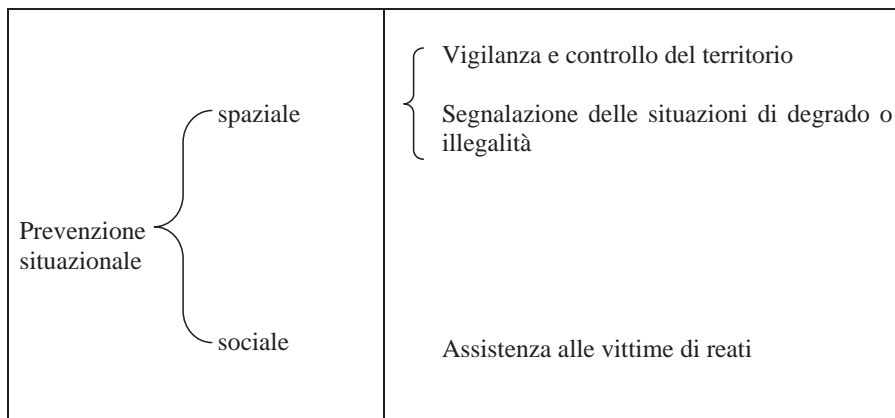 Vigilanza e controllo del territorio
spaziale
Segnalazione delle situazioni di degrado o
illegalità
Prevenzione
situazionale
sociale
Assistenza alle vittime di reati